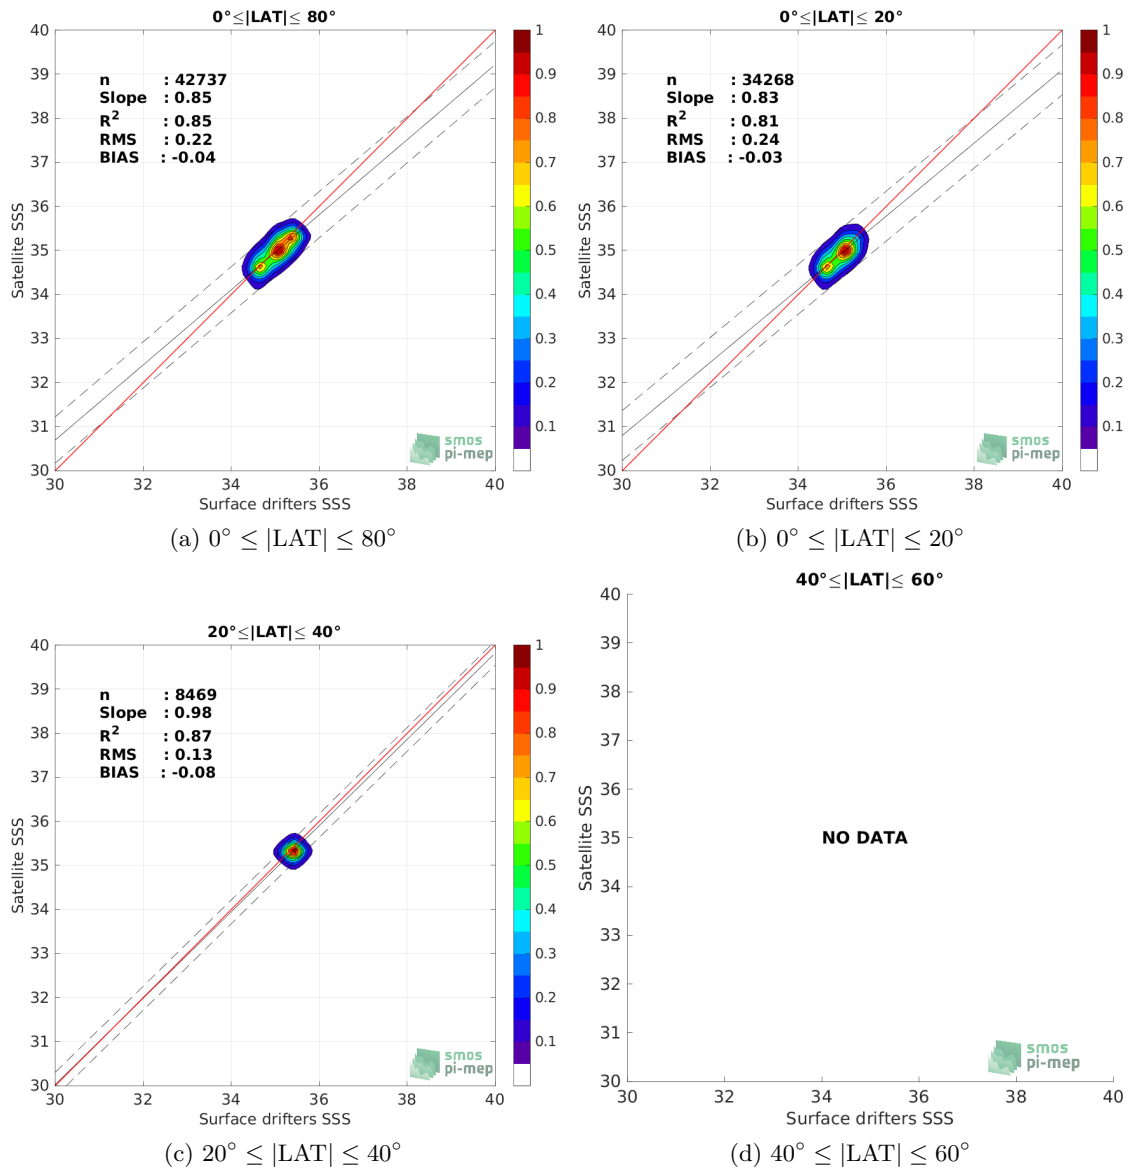 0°≤|LAT|≤ 80°
40
39
38
37
36
35
34
33
32
31
30
Satellite SSS
n : 42737
Slope : 0.85
R2 : 0.85
RMS : 0.22
BIAS : -0.04
smos
pi-mep
30 32 34 36 38 40
Surface drifters SSS
1
0.9
0.8
0.7
0.6
0.5
0.4
0.3
0.2
0.1
(a) 0° ≤ |LAT| ≤ 80°
0°≤|LAT|≤ 20°
40
39
38
37
36
35
34
33
32
31
30
Satellite SSS
n : 34268
Slope : 0.83
R2 : 0.81
RMS : 0.24
BIAS : -0.03
smos
pi-mep
30 32 34 36 38 40
Surface drifters SSS
1
0.9
0.8
0.7
0.6
0.5
0.4
0.3
0.2
0.1
(b) 0° ≤ |LAT| ≤ 20°
20°≤|LAT|≤ 40°
40
39
38
37
36
35
34
33
32
31
30
Satellite SSS
n : 8469
Slope : 0.98
R2 : 0.87
RMS : 0.13
BIAS : -0.08
smos
pi-mep
30 32 34 36 38 40
Surface drifters SSS
1
0.9
0.8
0.7
0.6
0.5
0.4
0.3
0.2
0.1
(c) 20° ≤ |LAT| ≤ 40°
40°≤|LAT|≤ 60°
40
39
38
37
36
35
34
33
32
31
30
Satellite SSS
NO DATA
smos
pi-mep
30 32 34 36 38 40
Surface drifters SSS
(d) 40° ≤ |LAT| ≤ 60°